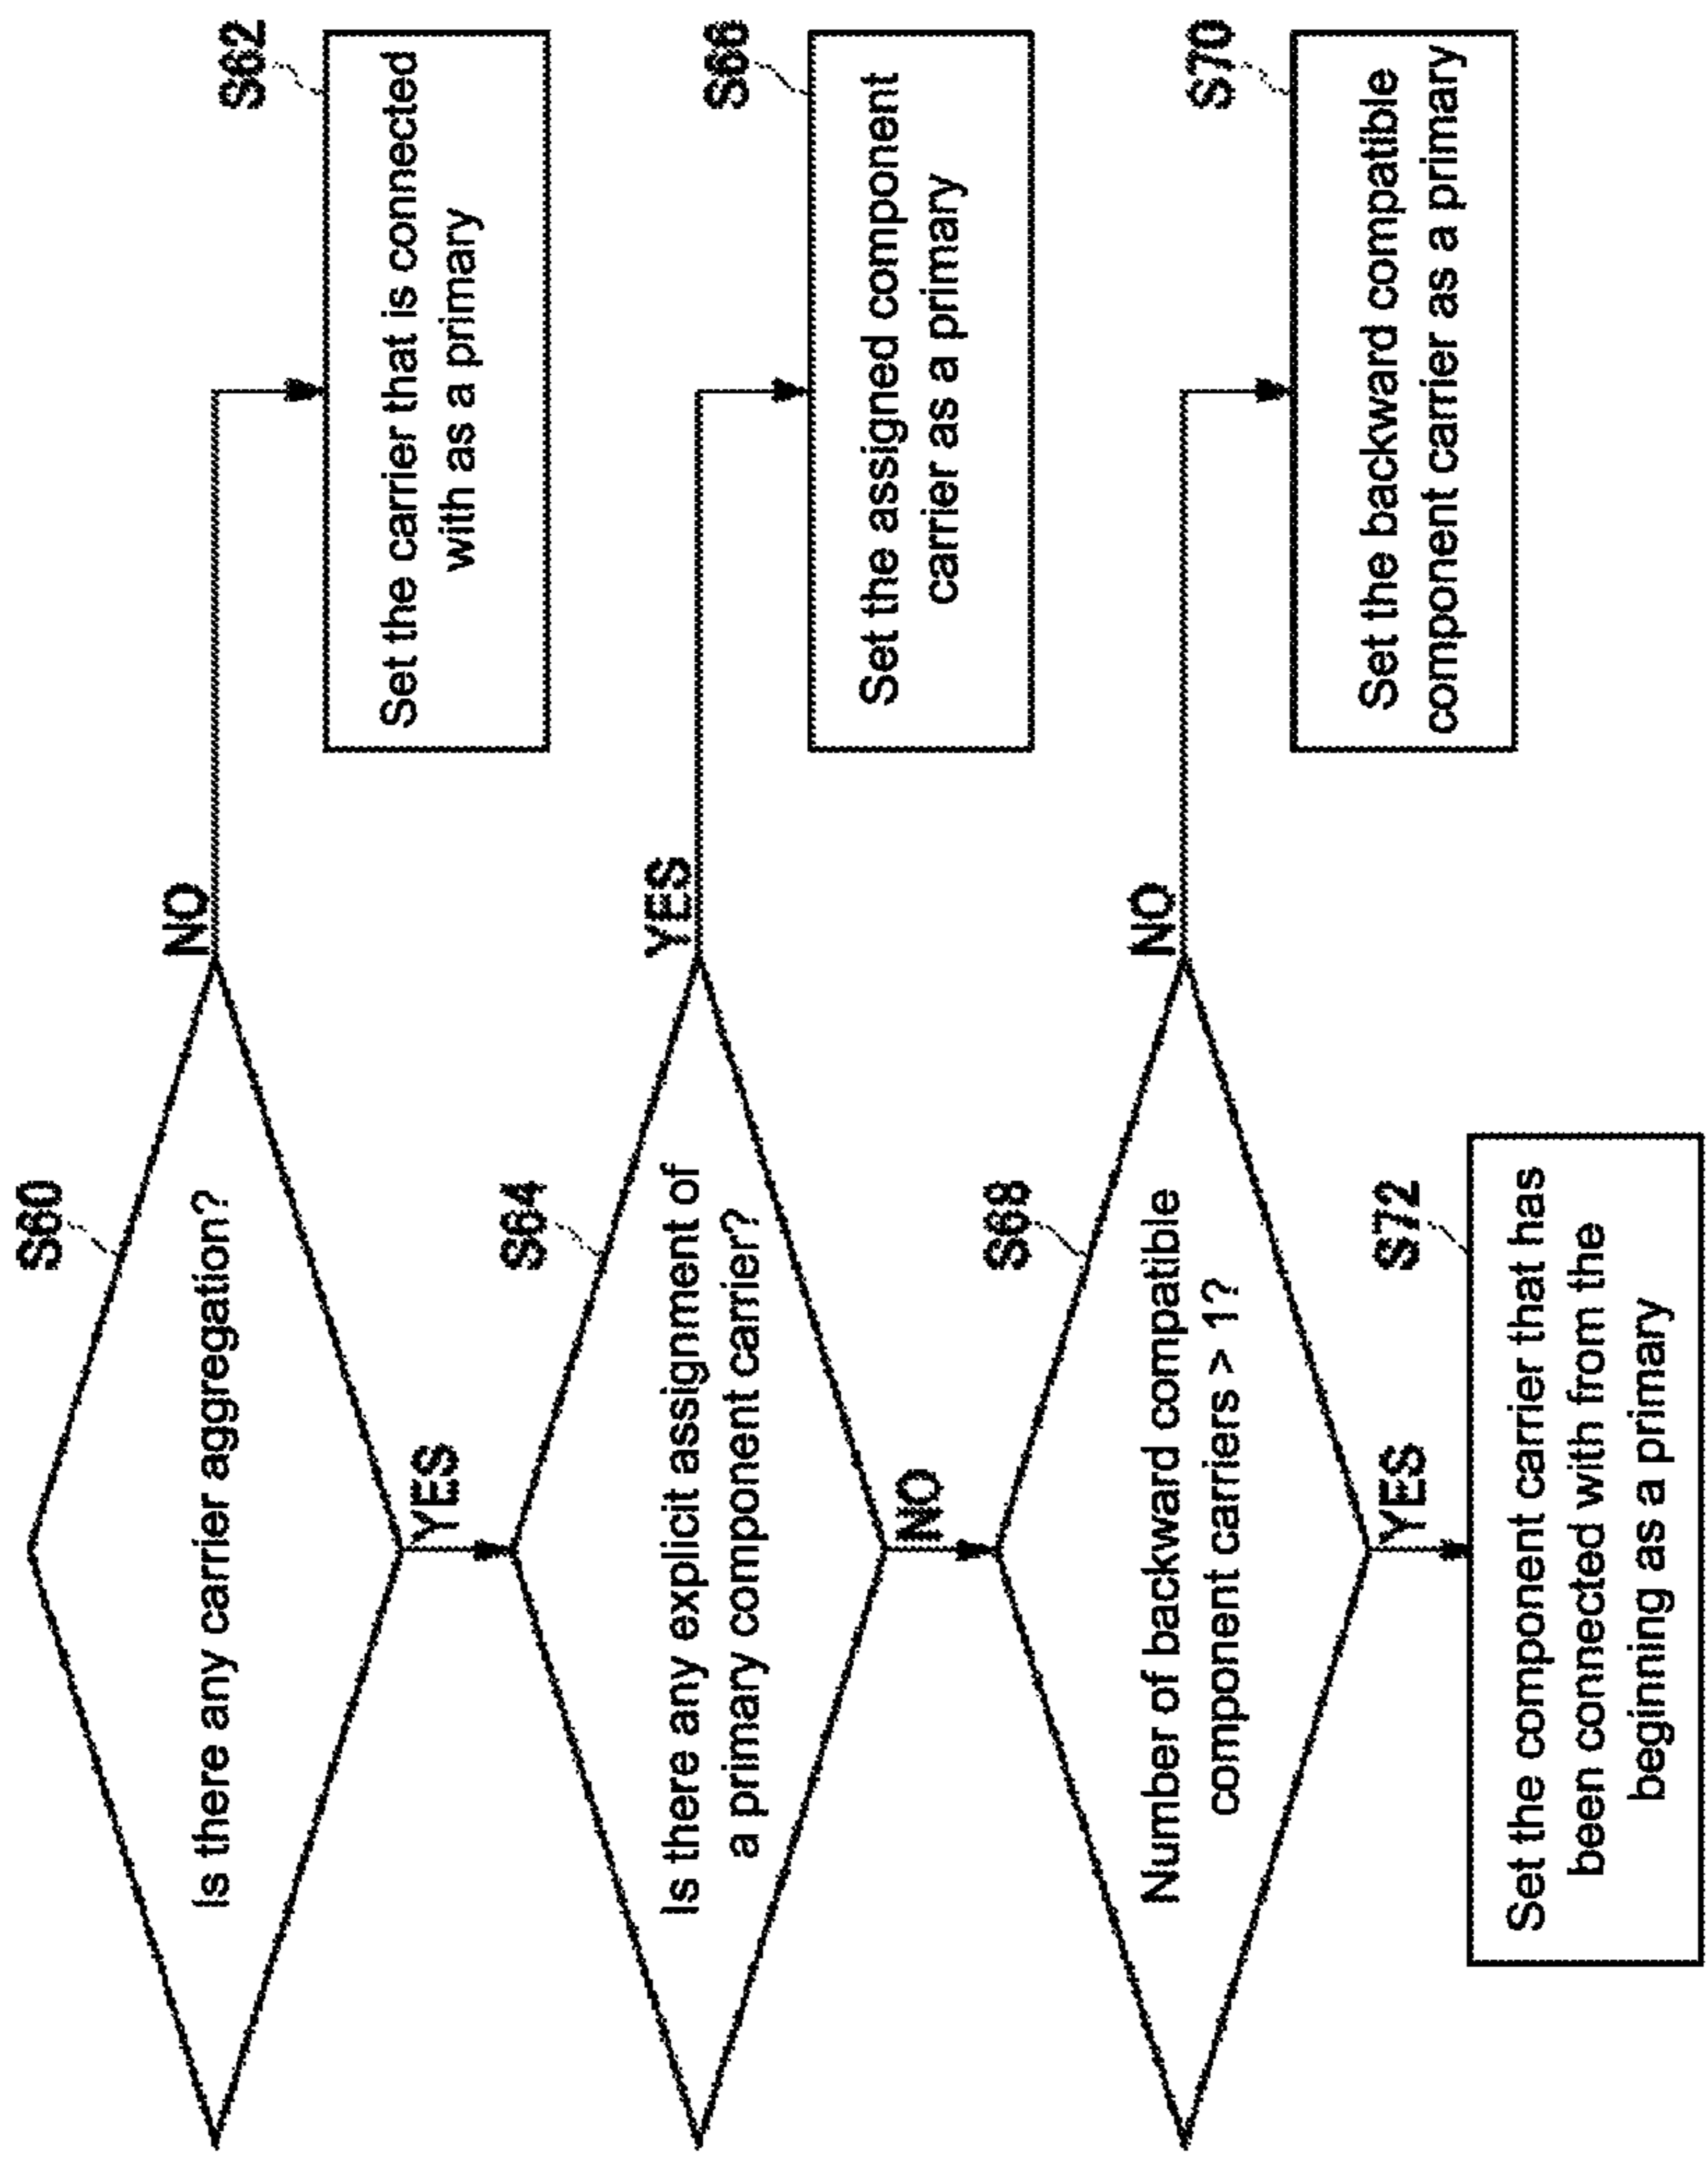 S60
Is there any carrier aggregation?
NO
S62
Set the carrier that is connected
with as a primary
YES
S64
Is there any explicit assignment of
a primary component carrier?
YES
S66
Set the assigned component
carrier as a primary
NO
S68
Number of backward compatible
component carriers > 1?
NO
S70
Set the backward compatible
component carrier as a primary
YES
S72
Set the component carrier that has
been connected with from the
beginning as a primary